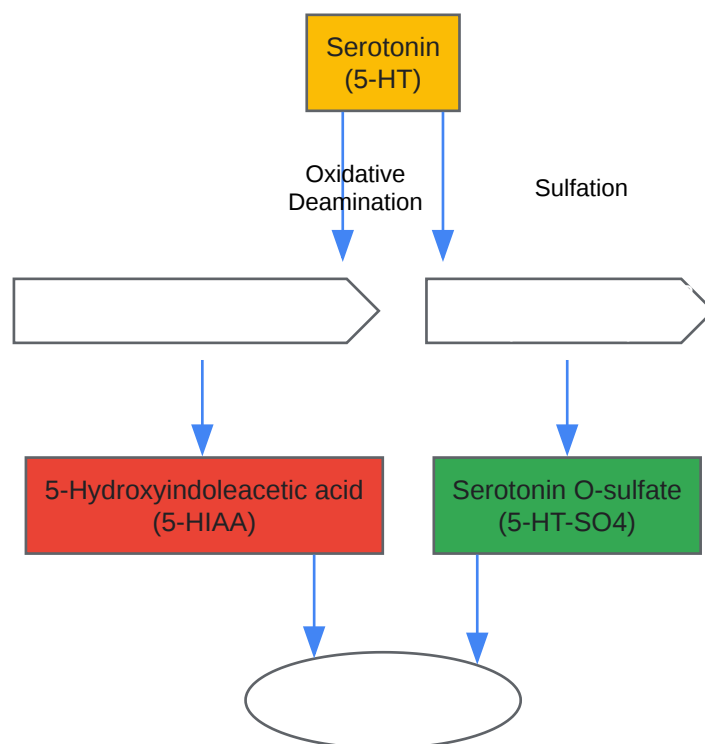 Serotonin
(5-HT)
Oxidative
Deamination
Sulfation
5-Hydroxyindoleacetic acid
(5-HIAA)
Serotonin O-sulfate
(5-HT-SO4)